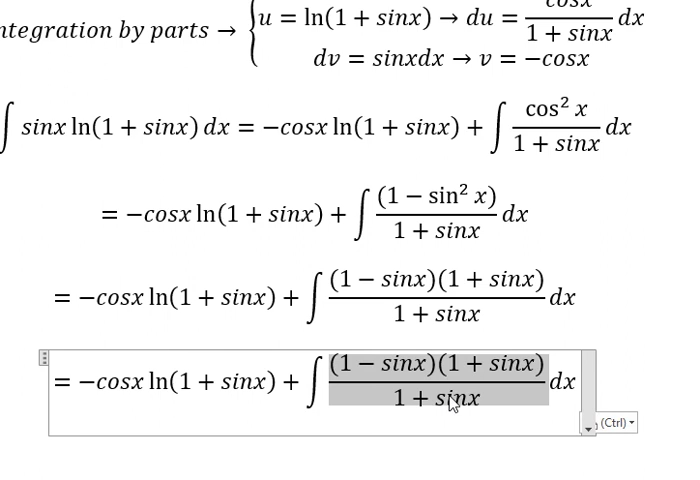 ntegration by parts → { u = ln(1 + sinx) → du = cosx / (1 + sinx) dx
dv = sinxdx → v = −cosx
∫ sinx ln(1 + sinx) dx = −cosx ln(1 + sinx) + ∫ cos² x / (1 + sinx) dx
= −cosx ln(1 + sinx) + ∫ (1 − sin² x) / (1 + sinx) dx
= −cosx ln(1 + sinx) + ∫ (1 − sinx)(1 + sinx) / (1 + sinx) dx
= −cosx ln(1 + sinx) + ∫ (1 − sinx)(1 + sinx) / (1 + sinx) dx
(Ctrl)